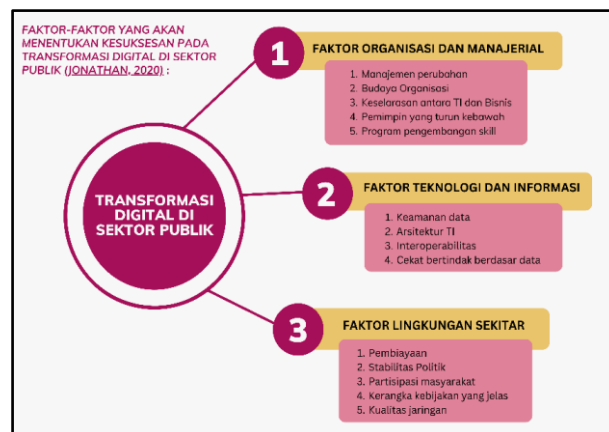 FAKTOR-FAKTOR YANG AKAN
MENENTUKAN KESUKSESAN PADA
TRANSFORMASI DIGITAL DI SEKTOR
PUBLIK (JONATHAN, 2020) :
TRANSFORMASI
DIGITAL DI
SEKTOR PUBLIK
1
FAKTOR ORGANISASI DAN MANAJERIAL
1. Manajemen perubahan
2. Budaya Organisasi
3. Keselarasan antara TI dan Bisnis
4. Pemimpin yang turun kebawah
5. Program pengembangan skill
2
FAKTOR TEKNOLOGI DAN INFORMASI
1. Keamanan data
2. Arsitektur TI
3. Interoperabilitas
4. Cekat bertindak berdasar data
3
FAKTOR LINGKUNGAN SEKITAR
1. Pembiayaan
2. Stabilitas Politik
3. Partisipasi masyarakat
4. Kerangka kebijakan yang jelas
5. Kualitas jaringan